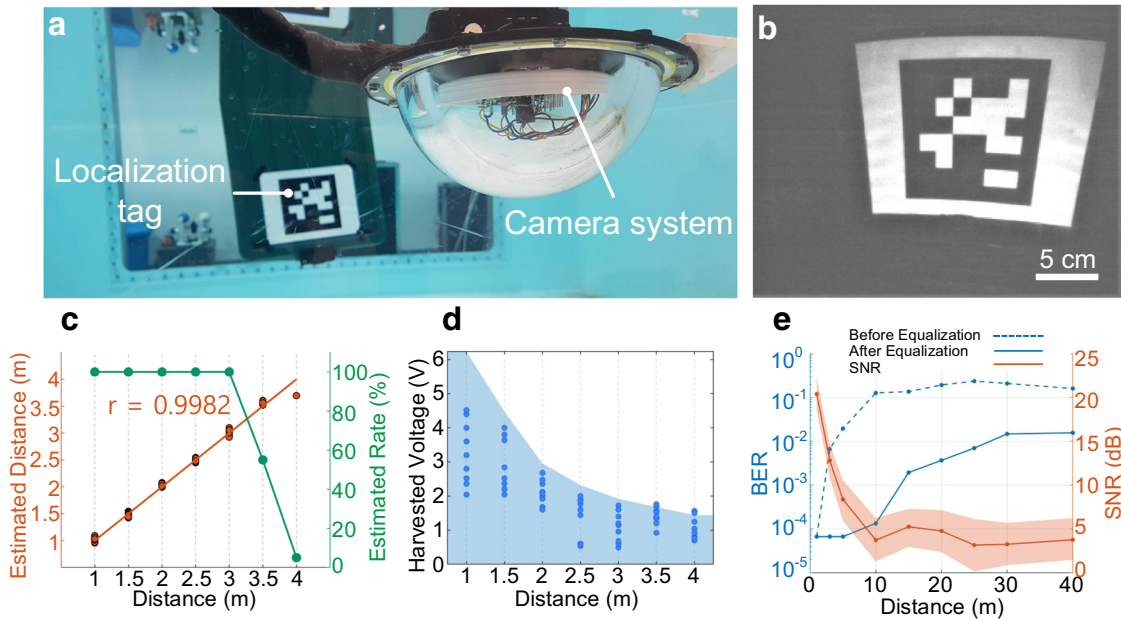 a
Localization
tag
Camera system
b
5 cm
c
Estimated Distance (m)
4
3.5
3
2.5
2
1.5
1
r = 0.9982
100
80
60
40
20
0
Estimated Rate (%)
1 1.5 2 2.5 3 3.5 4
Distance (m)
d
Harvested Voltage (V)
6
5
4
3
2
1
0
1 1.5 2 2.5 3 3.5 4
Distance (m)
e
Before Equalization
After Equalization
SNR
BER
10^0
10^-1
10^-2
10^-3
10^-4
10^-5
25
20
15
10
5
0
SNR (dB)
0 10 20 30 40
Distance (m)